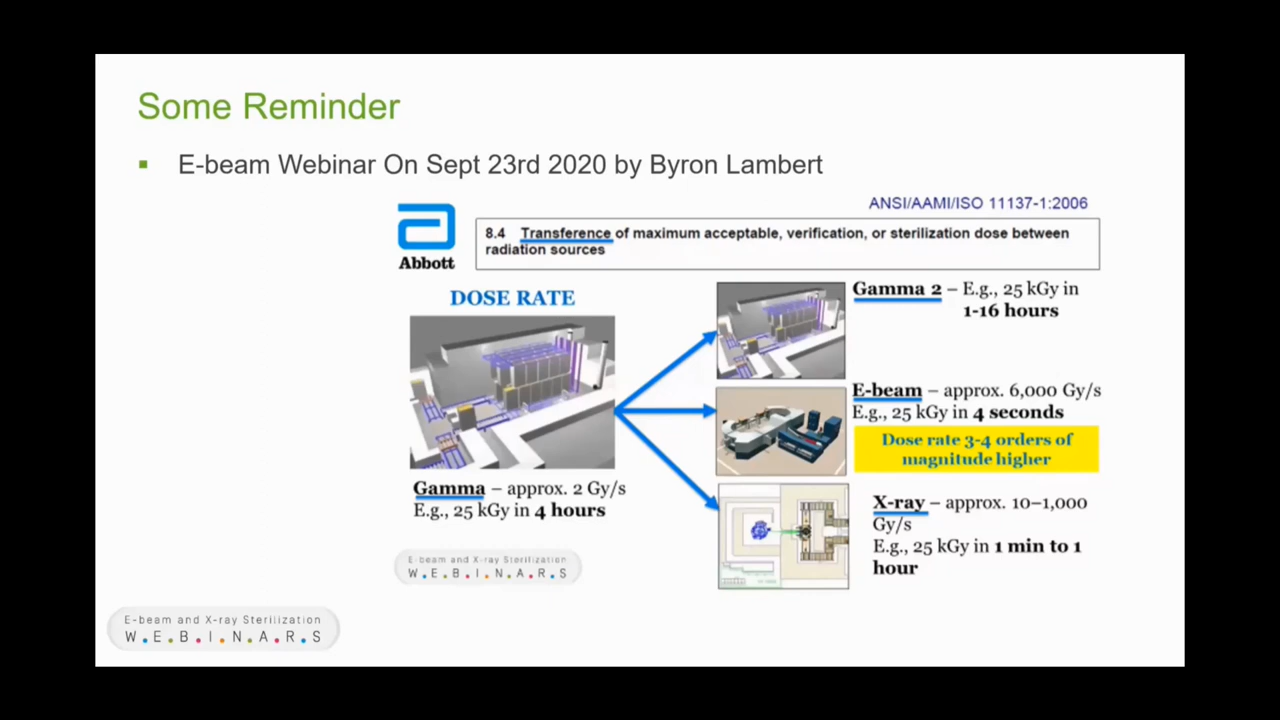 Some Reminder
E-beam Webinar On Sept 23rd 2020 by Byron Lambert
ANSI/AAMI/ISO 11137-1:2006
Abbott
8.4 Transference of maximum acceptable, verification, or sterilization dose between
radiation sources
DOSE RATE
Gamma – approx. 2 Gy/s
E.g., 25 kGy in 4 hours
Gamma 2 – E.g., 25 kGy in
1-16 hours
E-beam – approx. 6,000 Gy/s
E.g., 25 kGy in 4 seconds
Dose rate 3-4 orders of
magnitude higher
X-ray – approx. 10–1,000
Gy/s
E.g., 25 kGy in 1 min to 1
hour
E-beam and X-ray Sterilization
W.E.B.I.N.A.R.S
E-beam and X-ray Sterilization
W.E.B.I.N.A.R.S